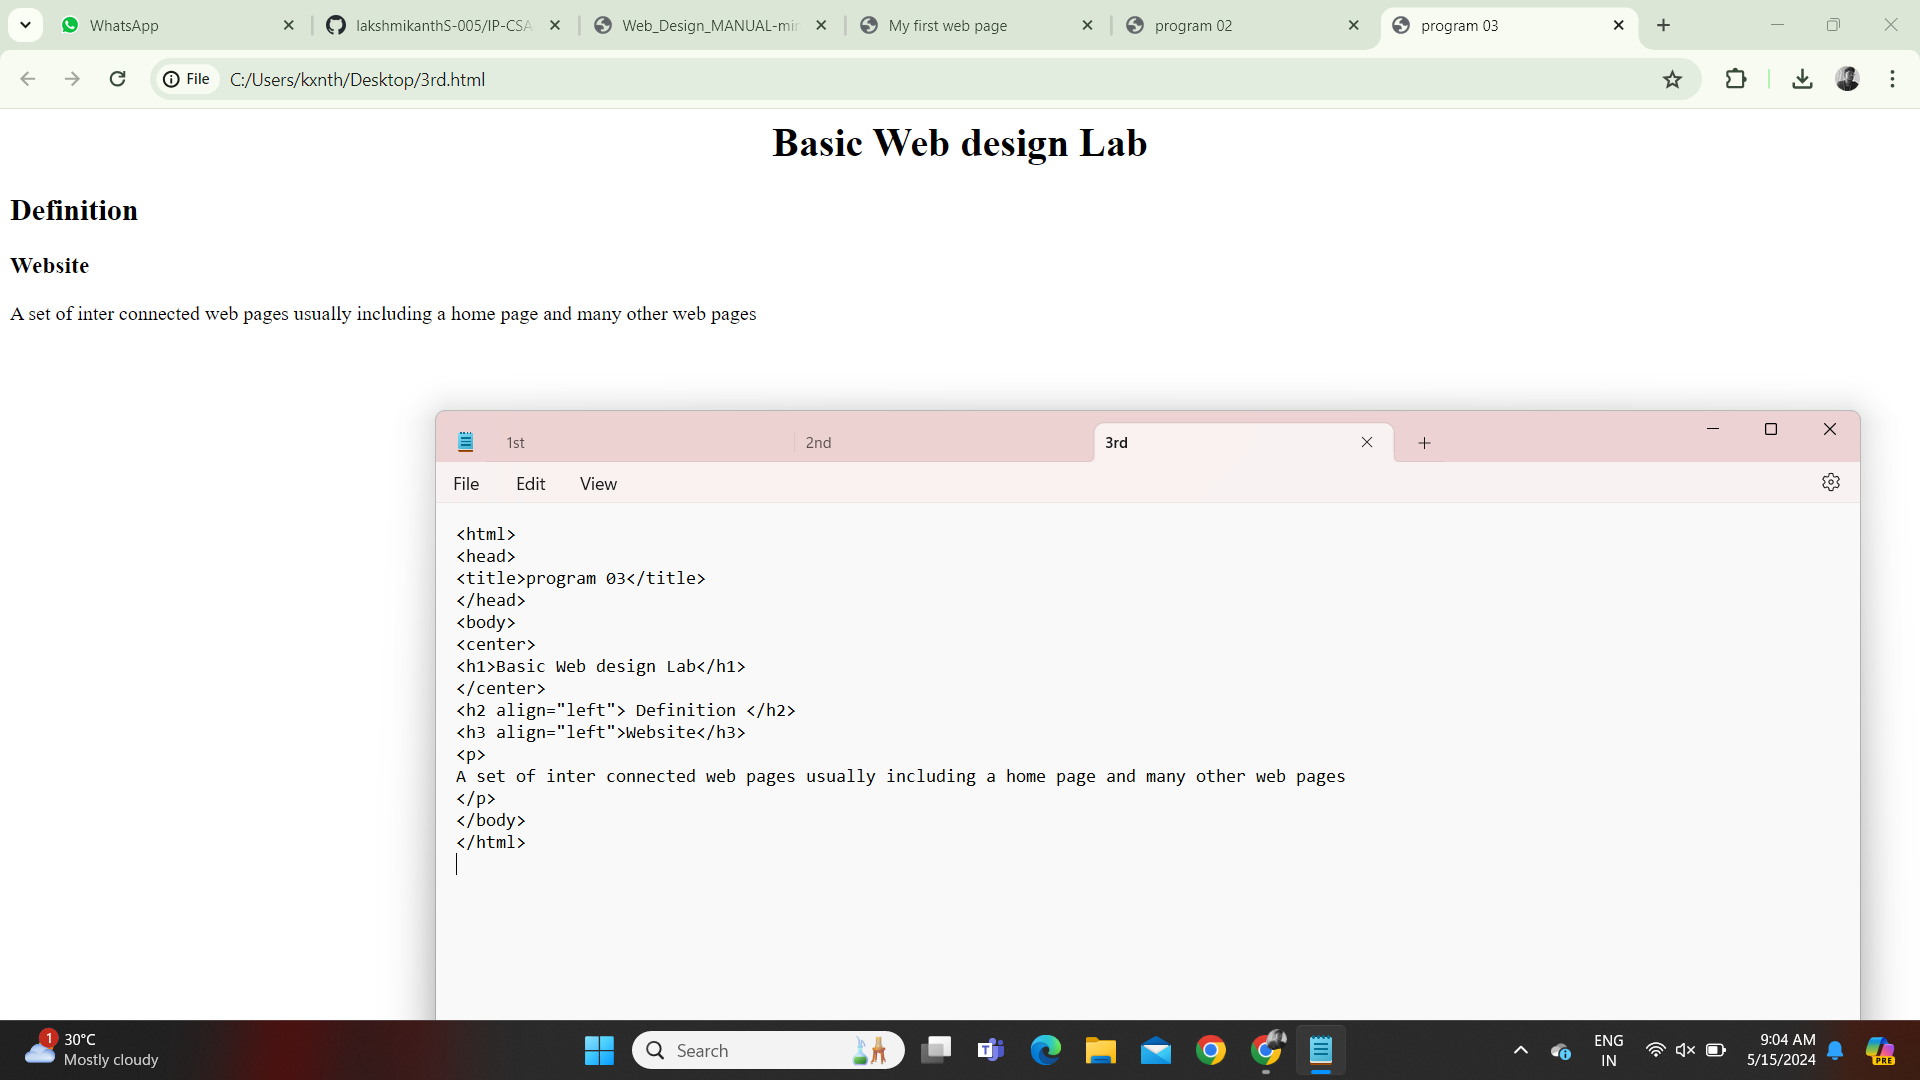 WhatsApp
lakshmikanthS-005/IP-CSA
Web_Design_MANUAL-min
My first web page
program 02
program 03
File
C:/Users/kxnth/Desktop/3rd.html
Basic Web design Lab
Definition
Website
A set of inter connected web pages usually including a home page and many other web pages
1st
2nd
3rd
File
Edit
View
<html>
<head>
<title>program 03</title>
</head>
<body>
<center>
<h1>Basic Web design Lab</h1>
</center>
<h2 align="left"> Definition </h2>
<h3 align="left">Website</h3>
<p>
A set of inter connected web pages usually including a home page and many other web pages
</p>
</body>
</html>
1
30°C
Mostly cloudy
Search
ENG
IN
9:04 AM
5/15/2024
PRE